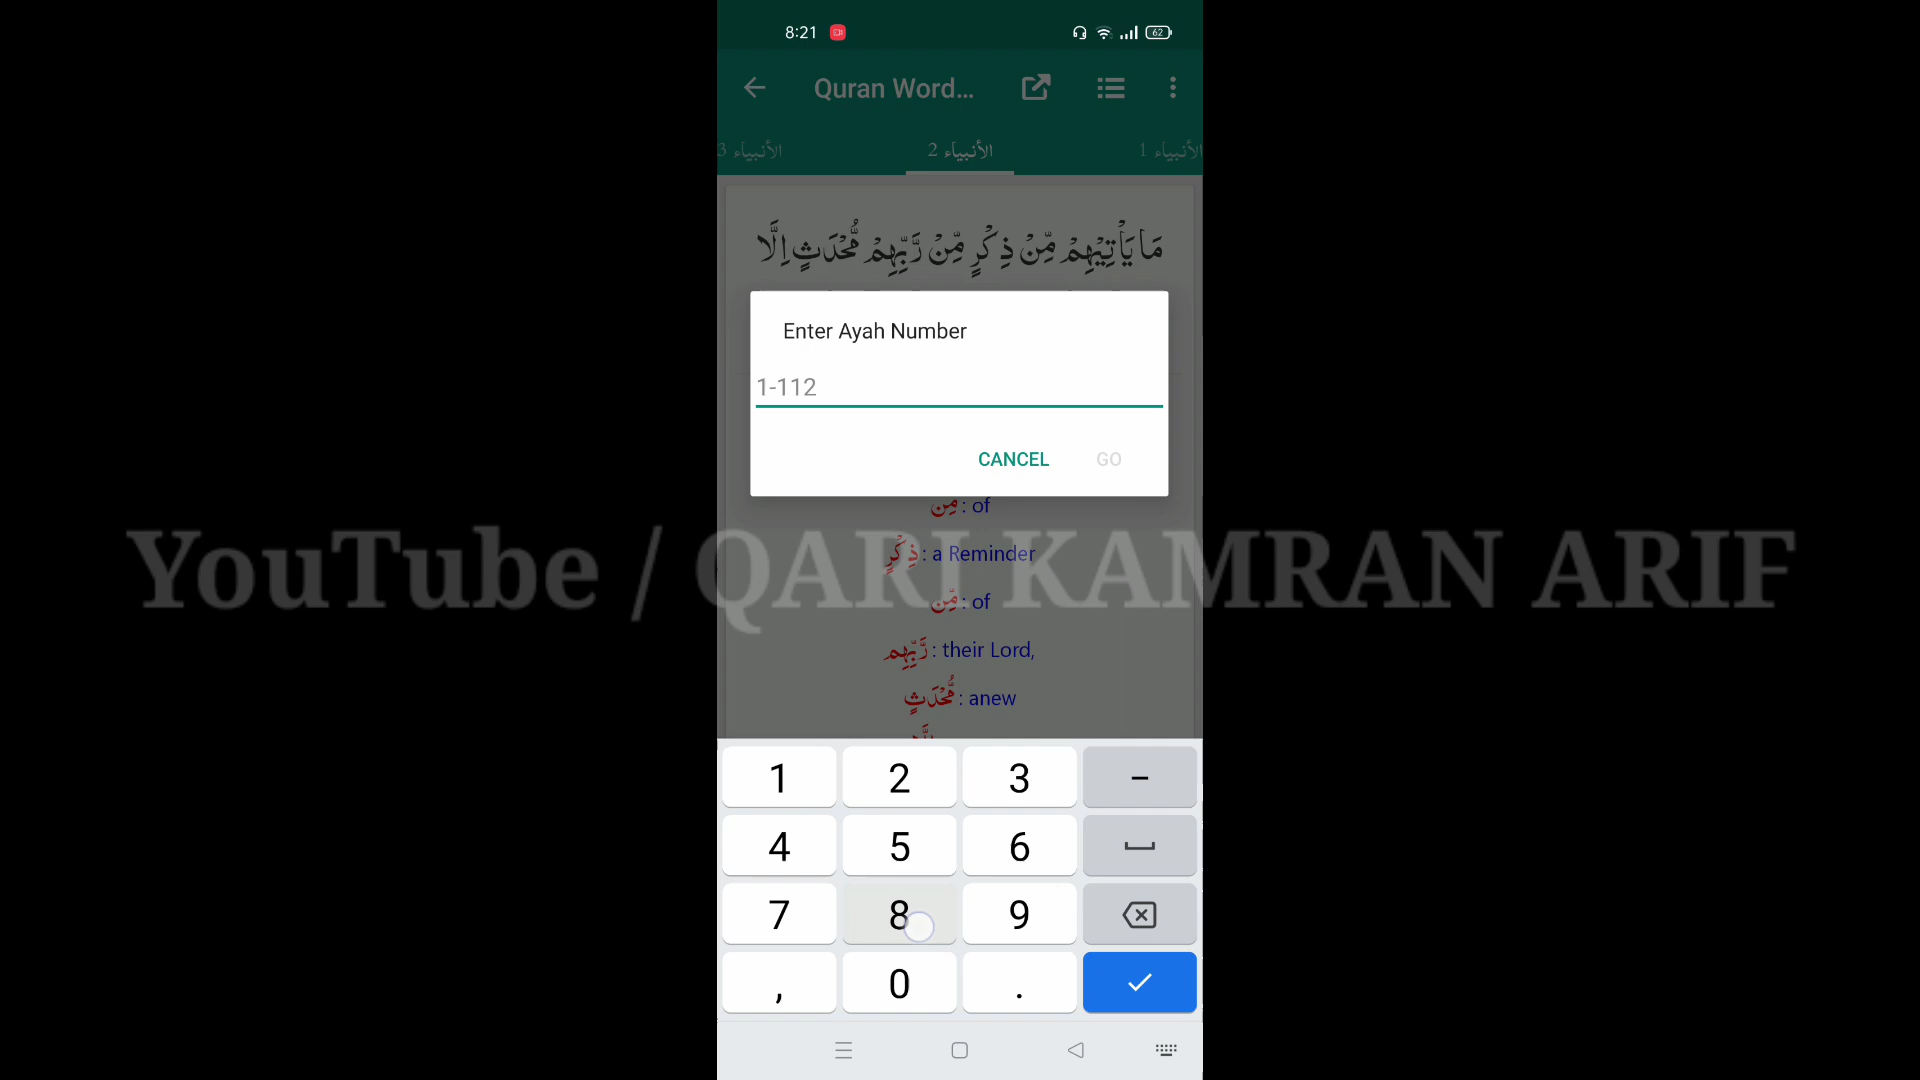 8:21
62
Quran Word...
الأنبياء 3
الأنبياء 2
الأنبياء 1
مَا يَاْتِيْهِمْ مِّنْ ذِكْرٍ مِّنْ رَّبِّهِمْ مُّحْدَثٍ اِلَّا
Enter Ayah Number
1-112
CANCEL
GO
مِّن : of
ذِكْرٍ : a Reminder
مِّن : of
رَّبِّهِم : their Lord,
مُّحْدَثٍ : anew
YouTube / QARI KAMRAN ARIF
1 2 3 −
4 5 6
7 8 9
, 0 .